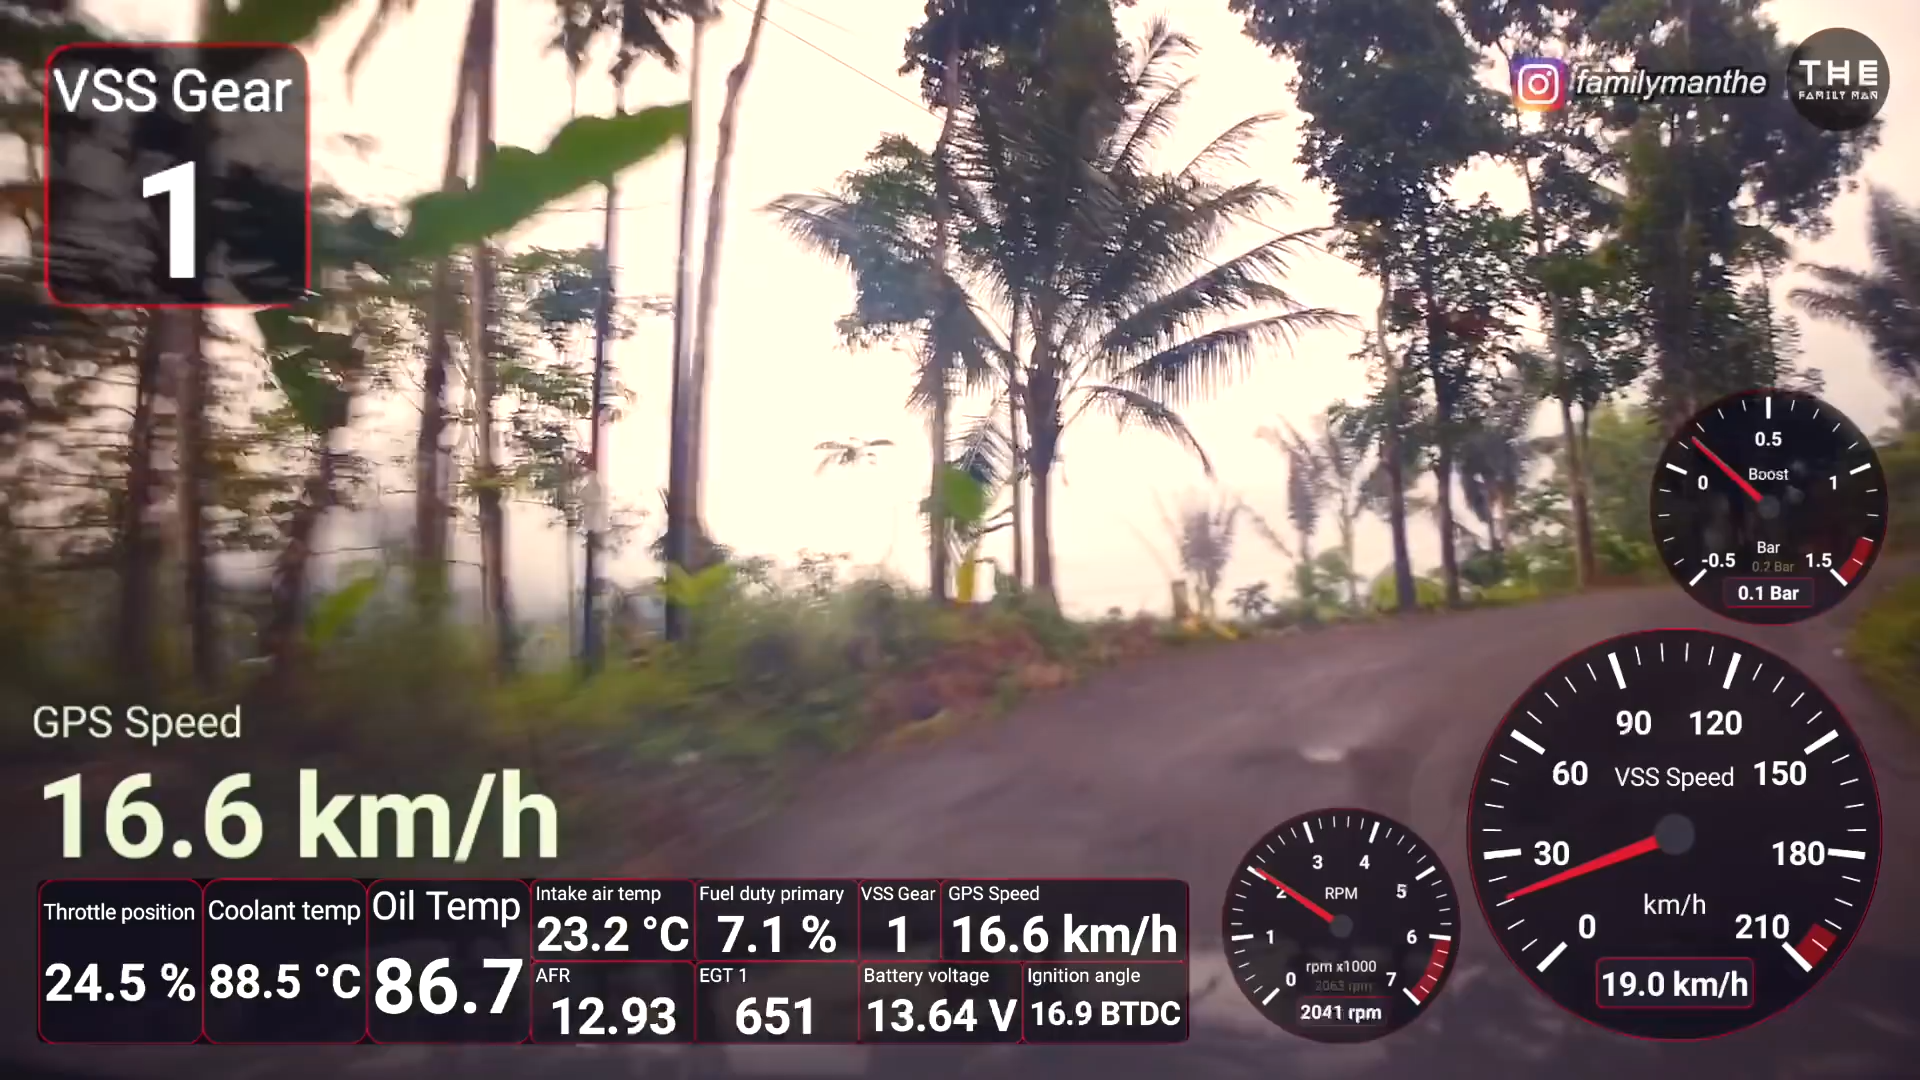 VSS Gear
1
familymanthe
THE
FAMILY MAN
0.5
Boost
0
1
Bar
-0.5
0.2 Bar
1.5
0.1 Bar
GPS Speed
16.6 km/h
90
120
60
VSS Speed
150
30
180
km/h
0
210
19.0 km/h
3
4
2
RPM
5
1
6
rpm x1000
0
2063 rpm
7
2041 rpm
Throttle position
24.5 %
Coolant temp
88.5 °C
Oil Temp
86.7
Intake air temp
23.2 °C
Fuel duty primary
7.1 %
VSS Gear
1
GPS Speed
16.6 km/h
AFR
12.93
EGT 1
651
Battery voltage
13.64 V
Ignition angle
16.9 BTDC